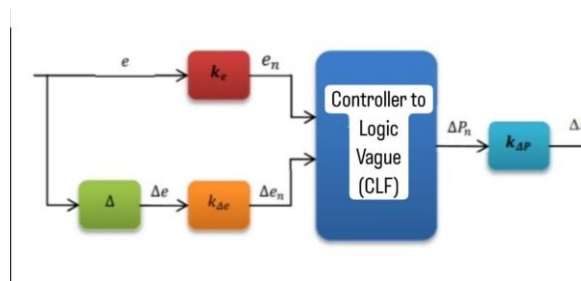 e
k_e
e_n
Controller to
Logic
Vague
(CLF)
ΔP_n
k_ΔP
Δ
Δe
k_Δe
Δe_n